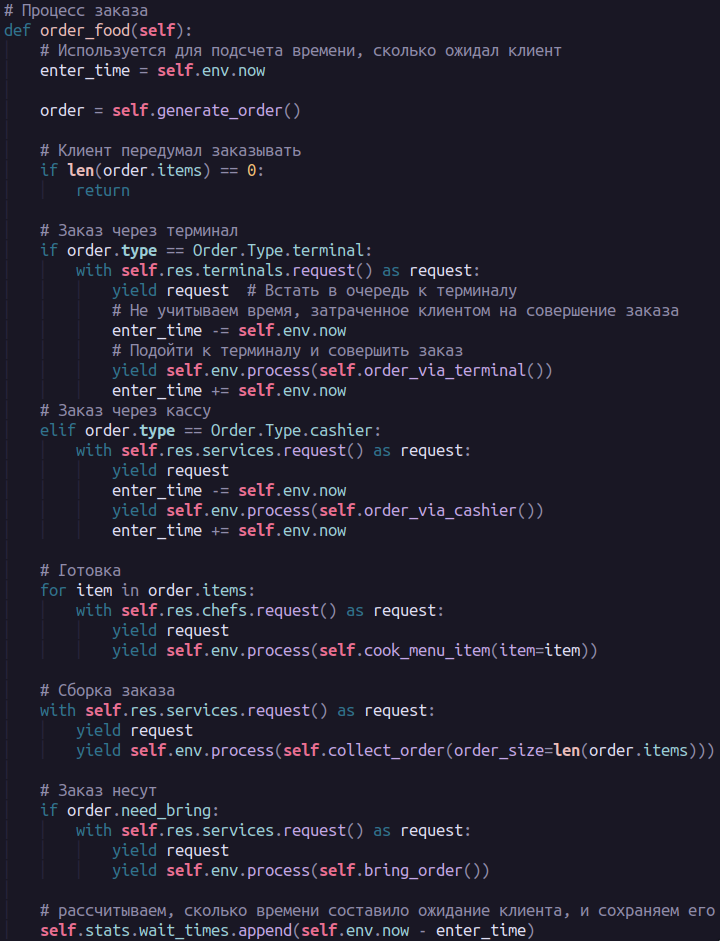 # Процесс заказа
def order_food(self):
    # Используется для подсчета времени, сколько ожидал клиент
    enter_time = self.env.now

    order = self.generate_order()

    # Клиент передумал заказывать
    if len(order.items) == 0:
        return

    # Заказ через терминал
    if order.type == Order.Type.terminal:
        with self.res.terminals.request() as request:
            yield request  # Встать в очередь к терминалу
            # Не учитываем время, затраченное клиентом на совершение заказа
            enter_time -= self.env.now
            # Подойти к терминалу и совершить заказ
            yield self.env.process(self.order_via_terminal())
            enter_time += self.env.now
    # Заказ через кассу
    elif order.type == Order.Type.cashier:
        with self.res.services.request() as request:
            yield request
            enter_time -= self.env.now
            yield self.env.process(self.order_via_cashier())
            enter_time += self.env.now

    # Готовка
    for item in order.items:
        with self.res.chefs.request() as request:
            yield request
            yield self.env.process(self.cook_menu_item(item=item))

    # Сборка заказа
    with self.res.services.request() as request:
        yield request
        yield self.env.process(self.collect_order(order_size=len(order.items)))

    # Заказ несут
    if order.need_bring:
        with self.res.services.request() as request:
            yield request
            yield self.env.process(self.bring_order())

    # рассчитываем, сколько времени составило ожидание клиента, и сохраняем его
    self.stats.wait_times.append(self.env.now - enter_time)